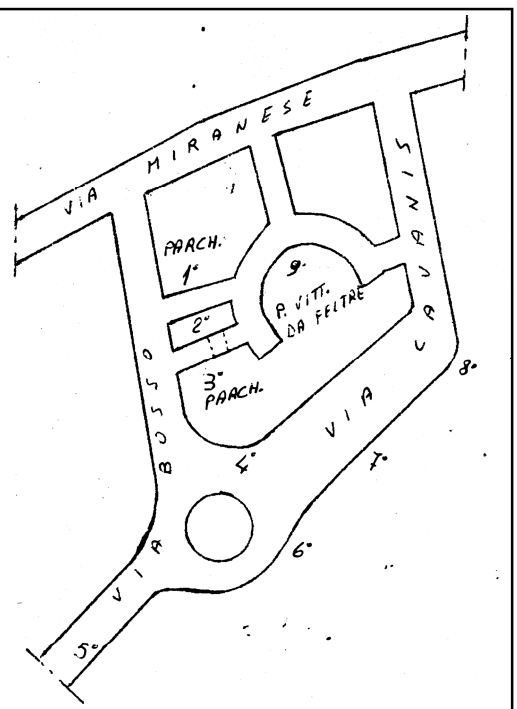 VIA MIRANESE
PARCH.
1°
2°
3°
PARCH.
9°
P. VITT.
DA FELTRE
VIA CAVANIS
VIA BOSSO
4°
5°
6°
7°
8°